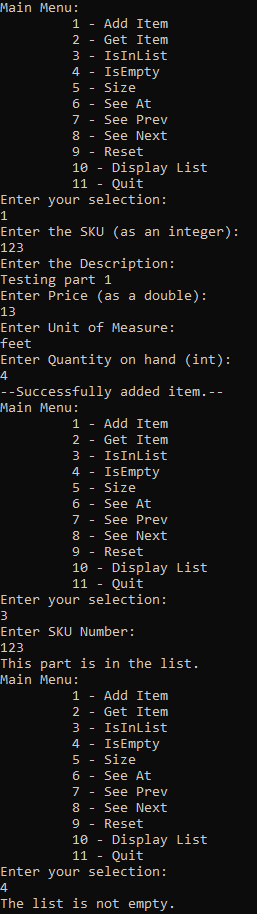 Main Menu:
1 - Add Item
2 - Get Item
3 - IsInList
4 - IsEmpty
5 - Size
6 - See At
7 - See Prev
8 - See Next
9 - Reset
10 - Display List
11 - Quit
Enter your selection:
1
Enter the SKU (as an integer):
123
Enter the Description:
Testing part 1
Enter Price (as a double):
13
Enter Unit of Measure:
feet
Enter Quantity on hand (int):
4
--Successfully added item.--
Main Menu:
1 - Add Item
2 - Get Item
3 - IsInList
4 - IsEmpty
5 - Size
6 - See At
7 - See Prev
8 - See Next
9 - Reset
10 - Display List
11 - Quit
Enter your selection:
3
Enter SKU Number:
123
This part is in the list.
Main Menu:
1 - Add Item
2 - Get Item
3 - IsInList
4 - IsEmpty
5 - Size
6 - See At
7 - See Prev
8 - See Next
9 - Reset
10 - Display List
11 - Quit
Enter your selection:
4
The list is not empty.